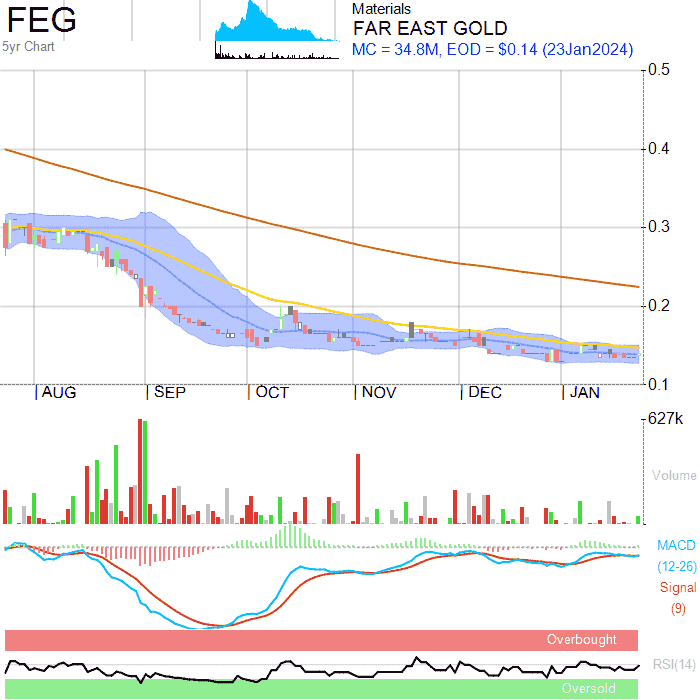 FEG
5yr Chart
Materials
FAR EAST GOLD
MC = 34.8M, EOD = $0.14 (23Jan2024)
0.5
0.4
0.3
0.2
0.1
AUG SEP OCT NOV DEC JAN
627k
Volume
MACD
(12-26)
Signal
(9)
Overbought
RSI(14)
Oversold